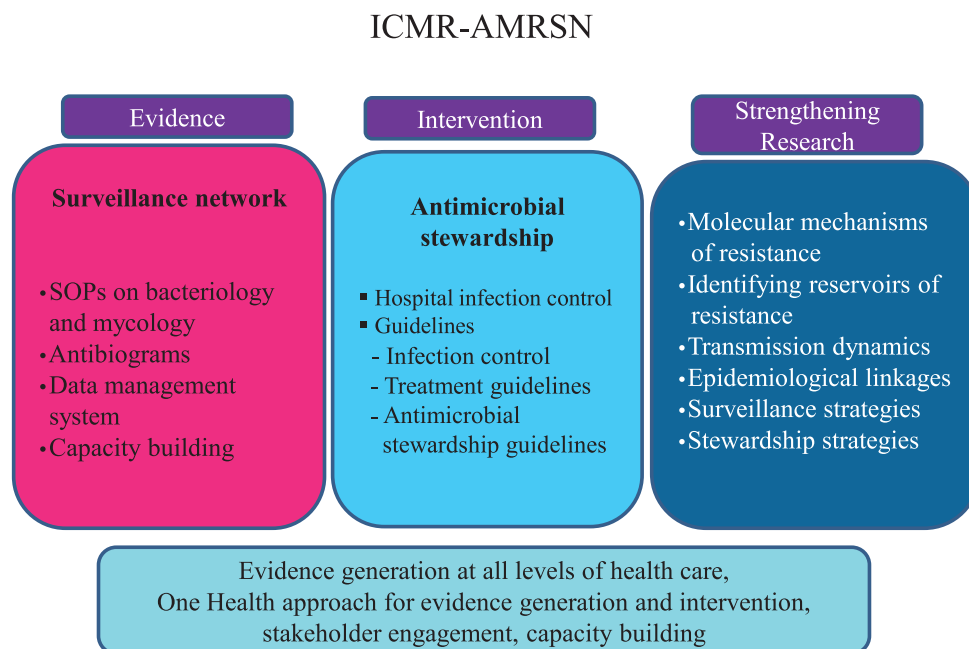 ICMR-AMRSN
Evidence
Surveillance network
•SOPs on bacteriology
and mycology
•Antibiograms
•Data management
system
•Capacity building
Intervention
Antimicrobial
stewardship
▪ Hospital infection control
▪ Guidelines
- Infection control
- Treatment guidelines
- Antimicrobial
stewardship guidelines
Strengthening
Research
•Molecular mechanisms
of resistance
•Identifying reservoirs of
resistance
•Transmission dynamics
•Epidemiological linkages
•Surveillance strategies
•Stewardship strategies
Evidence generation at all levels of health care,
One Health approach for evidence generation and intervention,
stakeholder engagement, capacity building